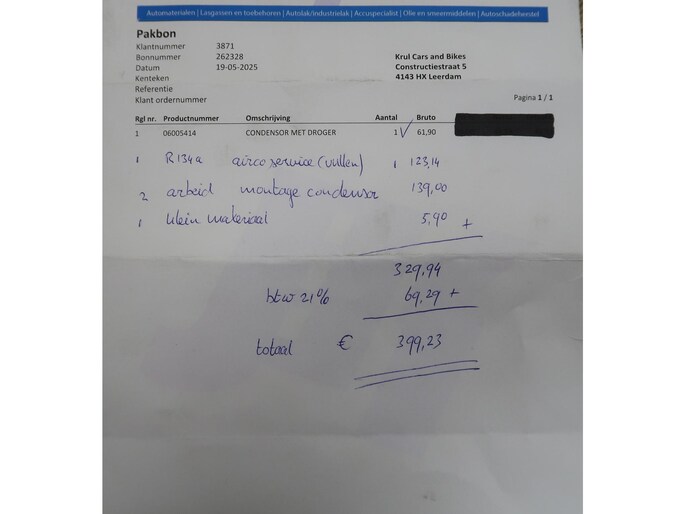 Automaterialen | Lasgassen en toebehoren | Autolak/industrielak | Accuspecialist | Olie en smeermiddelen | Autoschadeherstel
Pakbon
Klantnummer 3871
Bonnummer 262328
Datum 19-05-2025
Kenteken
Referentie
Klant ordernummer
Krul Cars and Bikes
Constructiestraat 5
4143 HX Leerdam
Pagina 1 / 1
Rgl nr. Productnummer Omschrijving Aantal Bruto
1 06005414 CONDENSOR MET DROGER 1 61,90
1 R134a airco service (vullen) 1 123,14
2 arbeid montage condensor 139,00
1 klein materiaal 5,90 +
329,94
btw 21% 69,29 +
totaal € 399,23